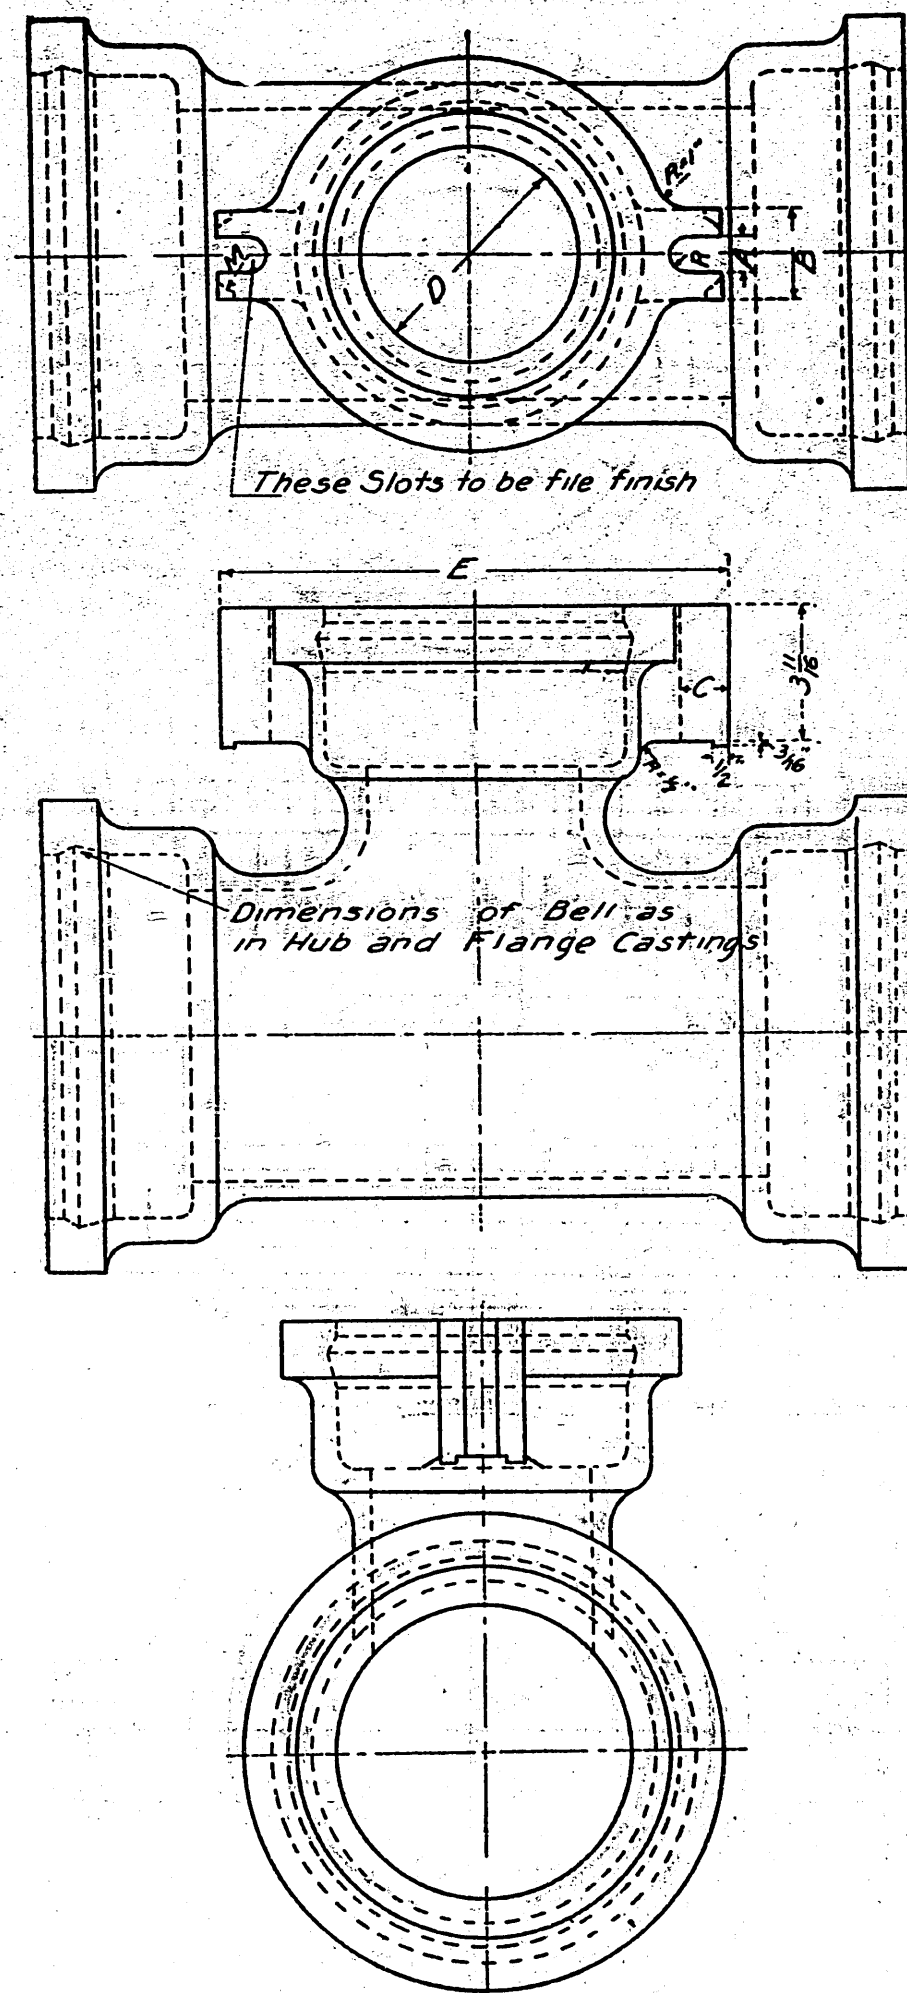 R=1"
D
R
A
B
These Slots to be file finish
E
3 11/16
C
3/16"
1/2"
Dimensions of Bell as
in Hub and Flange Castings